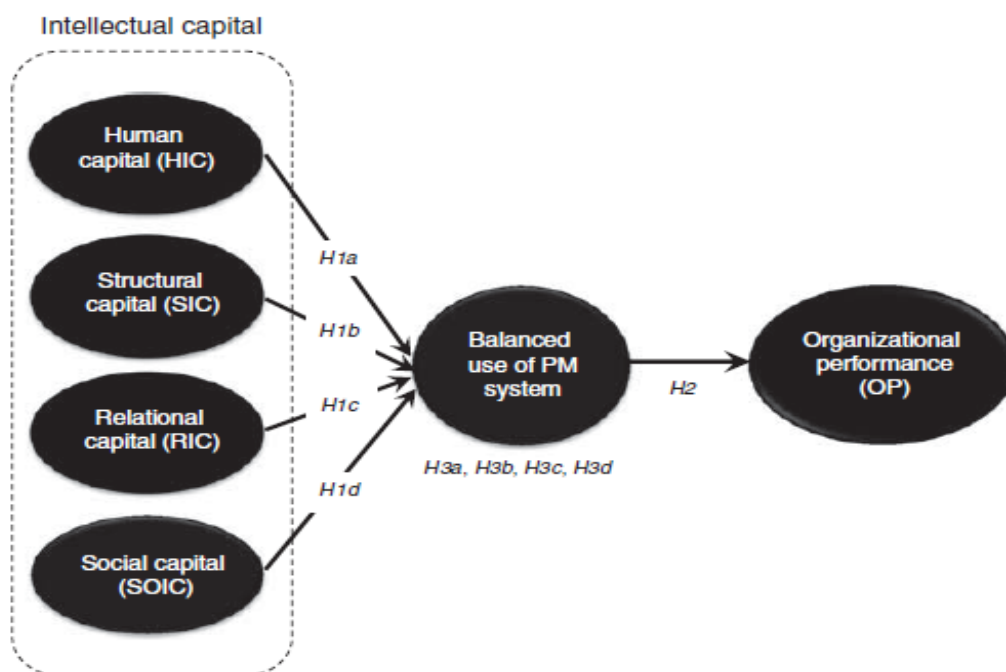 Intellectual capital
Human
capital (HIC)
Structural
capital (SIC)
Relational
capital (RIC)
Social capital
(SOIC)
H1a
H1b
H1c
H1d
Balanced
use of PM
system
H3a, H3b, H3c, H3d
H2
Organizational
performance
(OP)